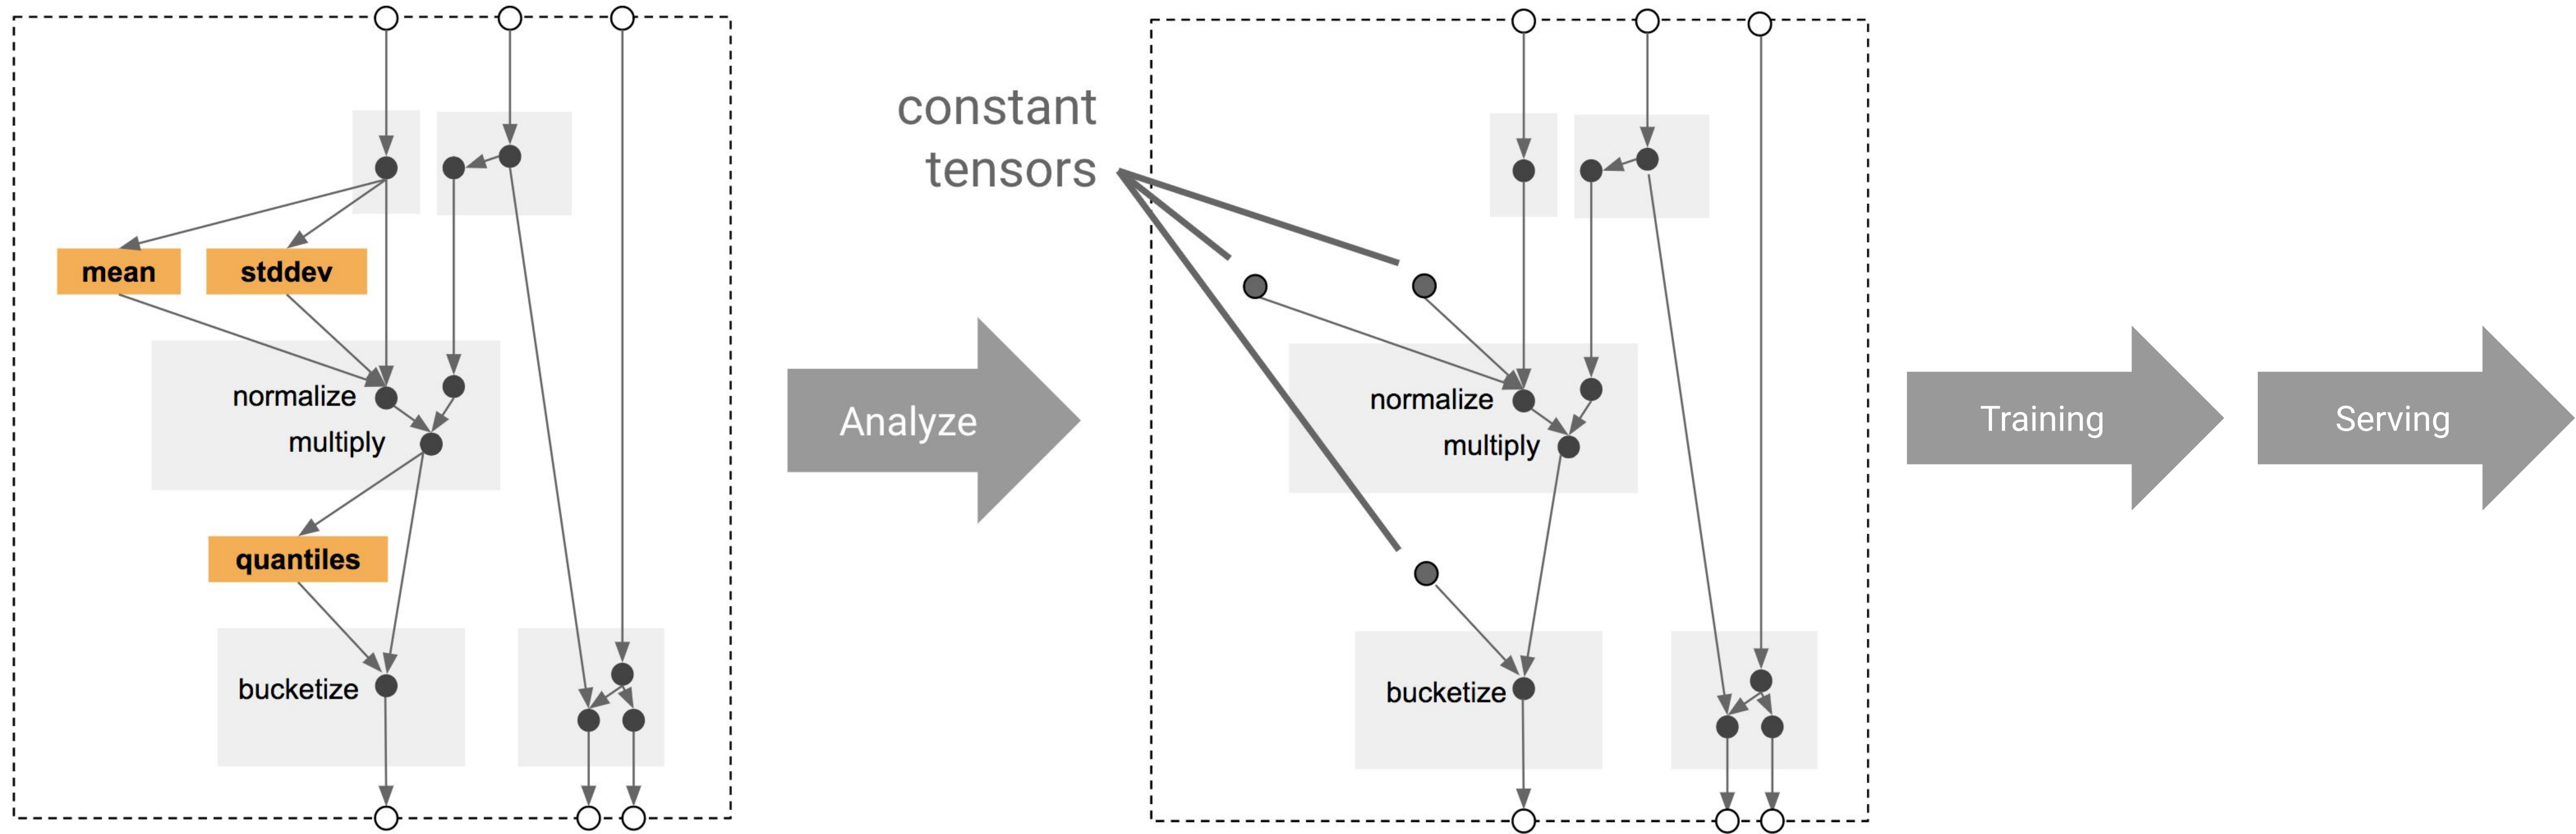 mean
stddev
normalize
multiply
quantiles
bucketize
Analyze
constant
tensors
normalize
multiply
bucketize
Training
Serving